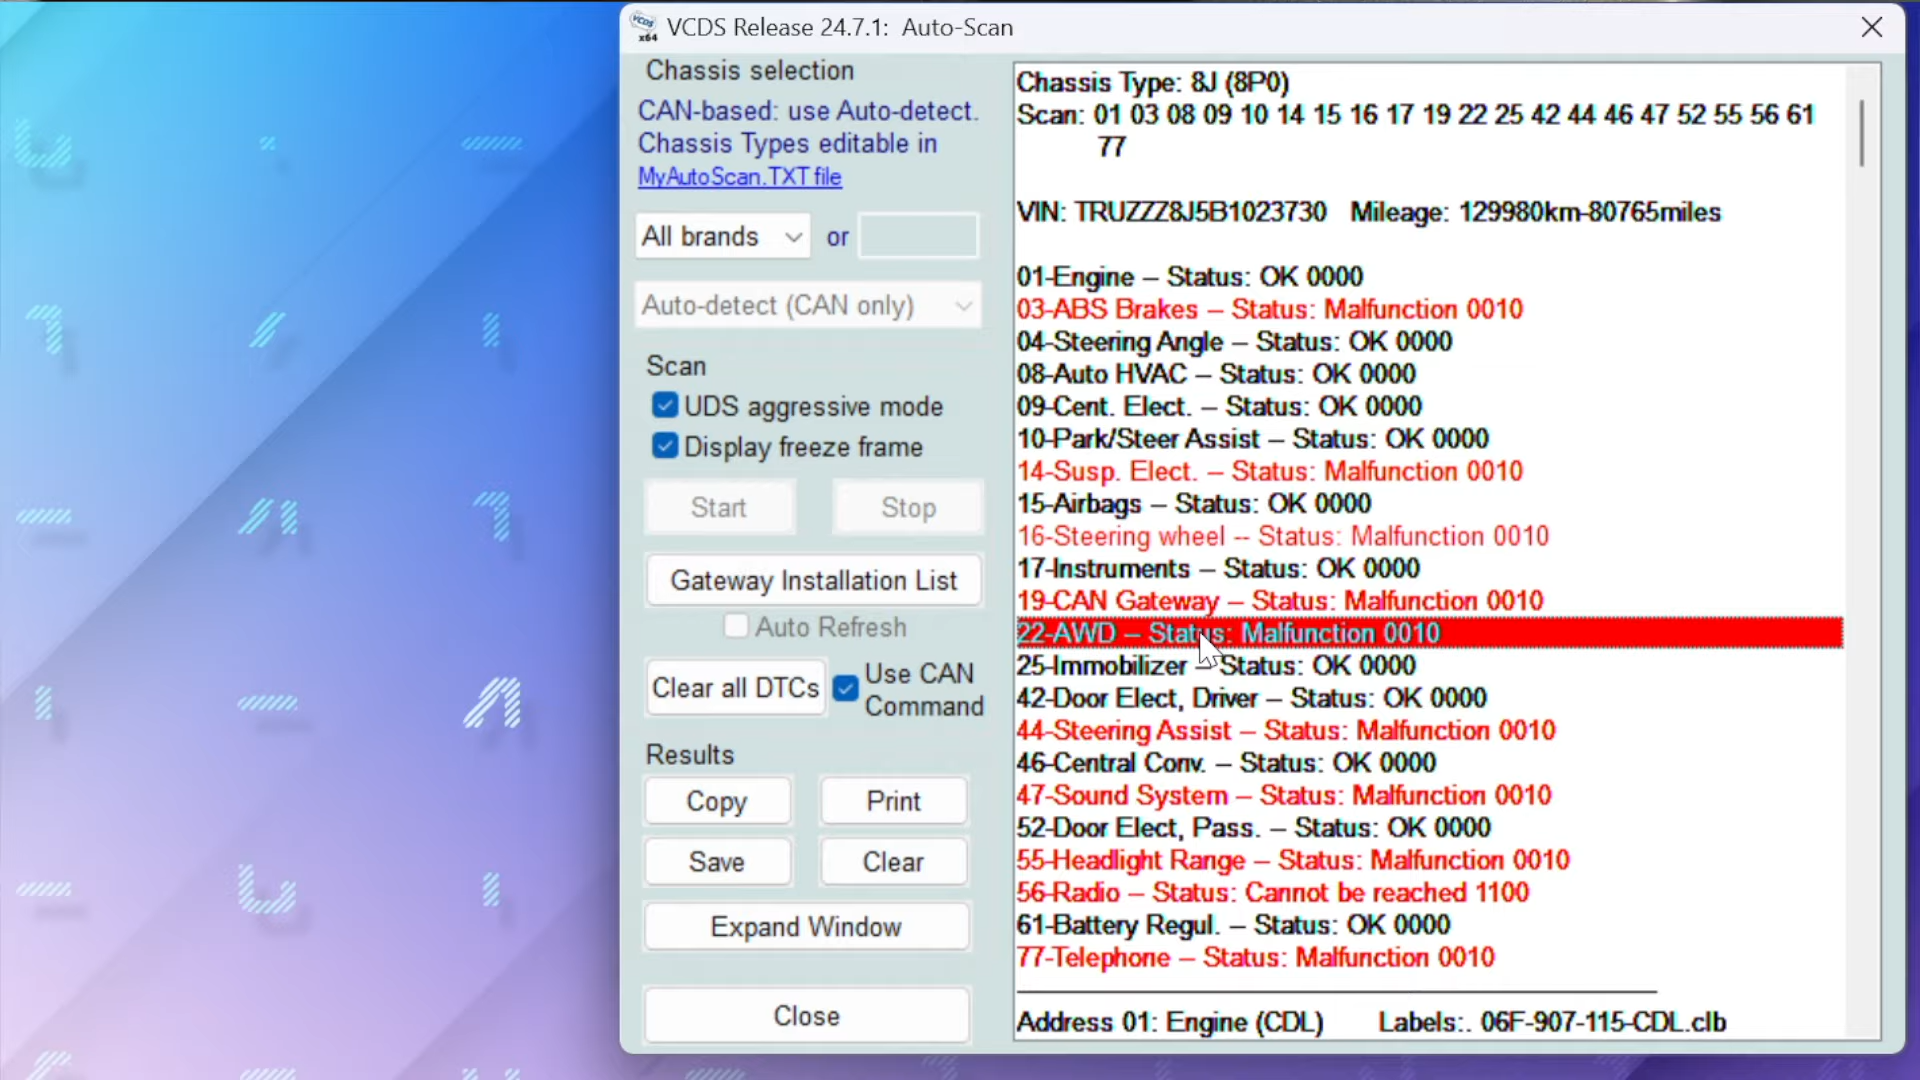 VCDS x64 VCDS Release 24.7.1: Auto-Scan
Chassis selection
CAN-based: use Auto-detect.
Chassis Types editable in
MyAutoScan.TXT file
All brands or
Auto-detect (CAN only)
Scan
UDS aggressive mode
Display freeze frame
Start Stop
Gateway Installation List
Auto Refresh
Clear all DTCs Use CAN
Command
Results
Copy Print
Save Clear
Expand Window
Close
Chassis Type: 8J (8P0)
Scan: 01 03 08 09 10 14 15 16 17 19 22 25 42 44 46 47 52 55 56 61
77
VIN: TRUZZZ8J5B1023730 Mileage: 129980km-80765miles
01-Engine -- Status: OK 0000
03-ABS Brakes -- Status: Malfunction 0010
04-Steering Angle -- Status: OK 0000
08-Auto HVAC -- Status: OK 0000
09-Cent. Elect. -- Status: OK 0000
10-Park/Steer Assist -- Status: OK 0000
14-Susp. Elect. -- Status: Malfunction 0010
15-Airbags -- Status: OK 0000
16-Steering wheel -- Status: Malfunction 0010
17-Instruments -- Status: OK 0000
19-CAN Gateway -- Status: Malfunction 0010
22-AWD -- Status: Malfunction 0010
25-Immobilizer -- Status: OK 0000
42-Door Elect, Driver -- Status: OK 0000
44-Steering Assist -- Status: Malfunction 0010
46-Central Conv. -- Status: OK 0000
47-Sound System -- Status: Malfunction 0010
52-Door Elect, Pass. -- Status: OK 0000
55-Headlight Range -- Status: Malfunction 0010
56-Radio -- Status: Cannot be reached 1100
61-Battery Regul. -- Status: OK 0000
77-Telephone -- Status: Malfunction 0010
Address 01: Engine (CDL) Labels:. 06F-907-115-CDL.clb